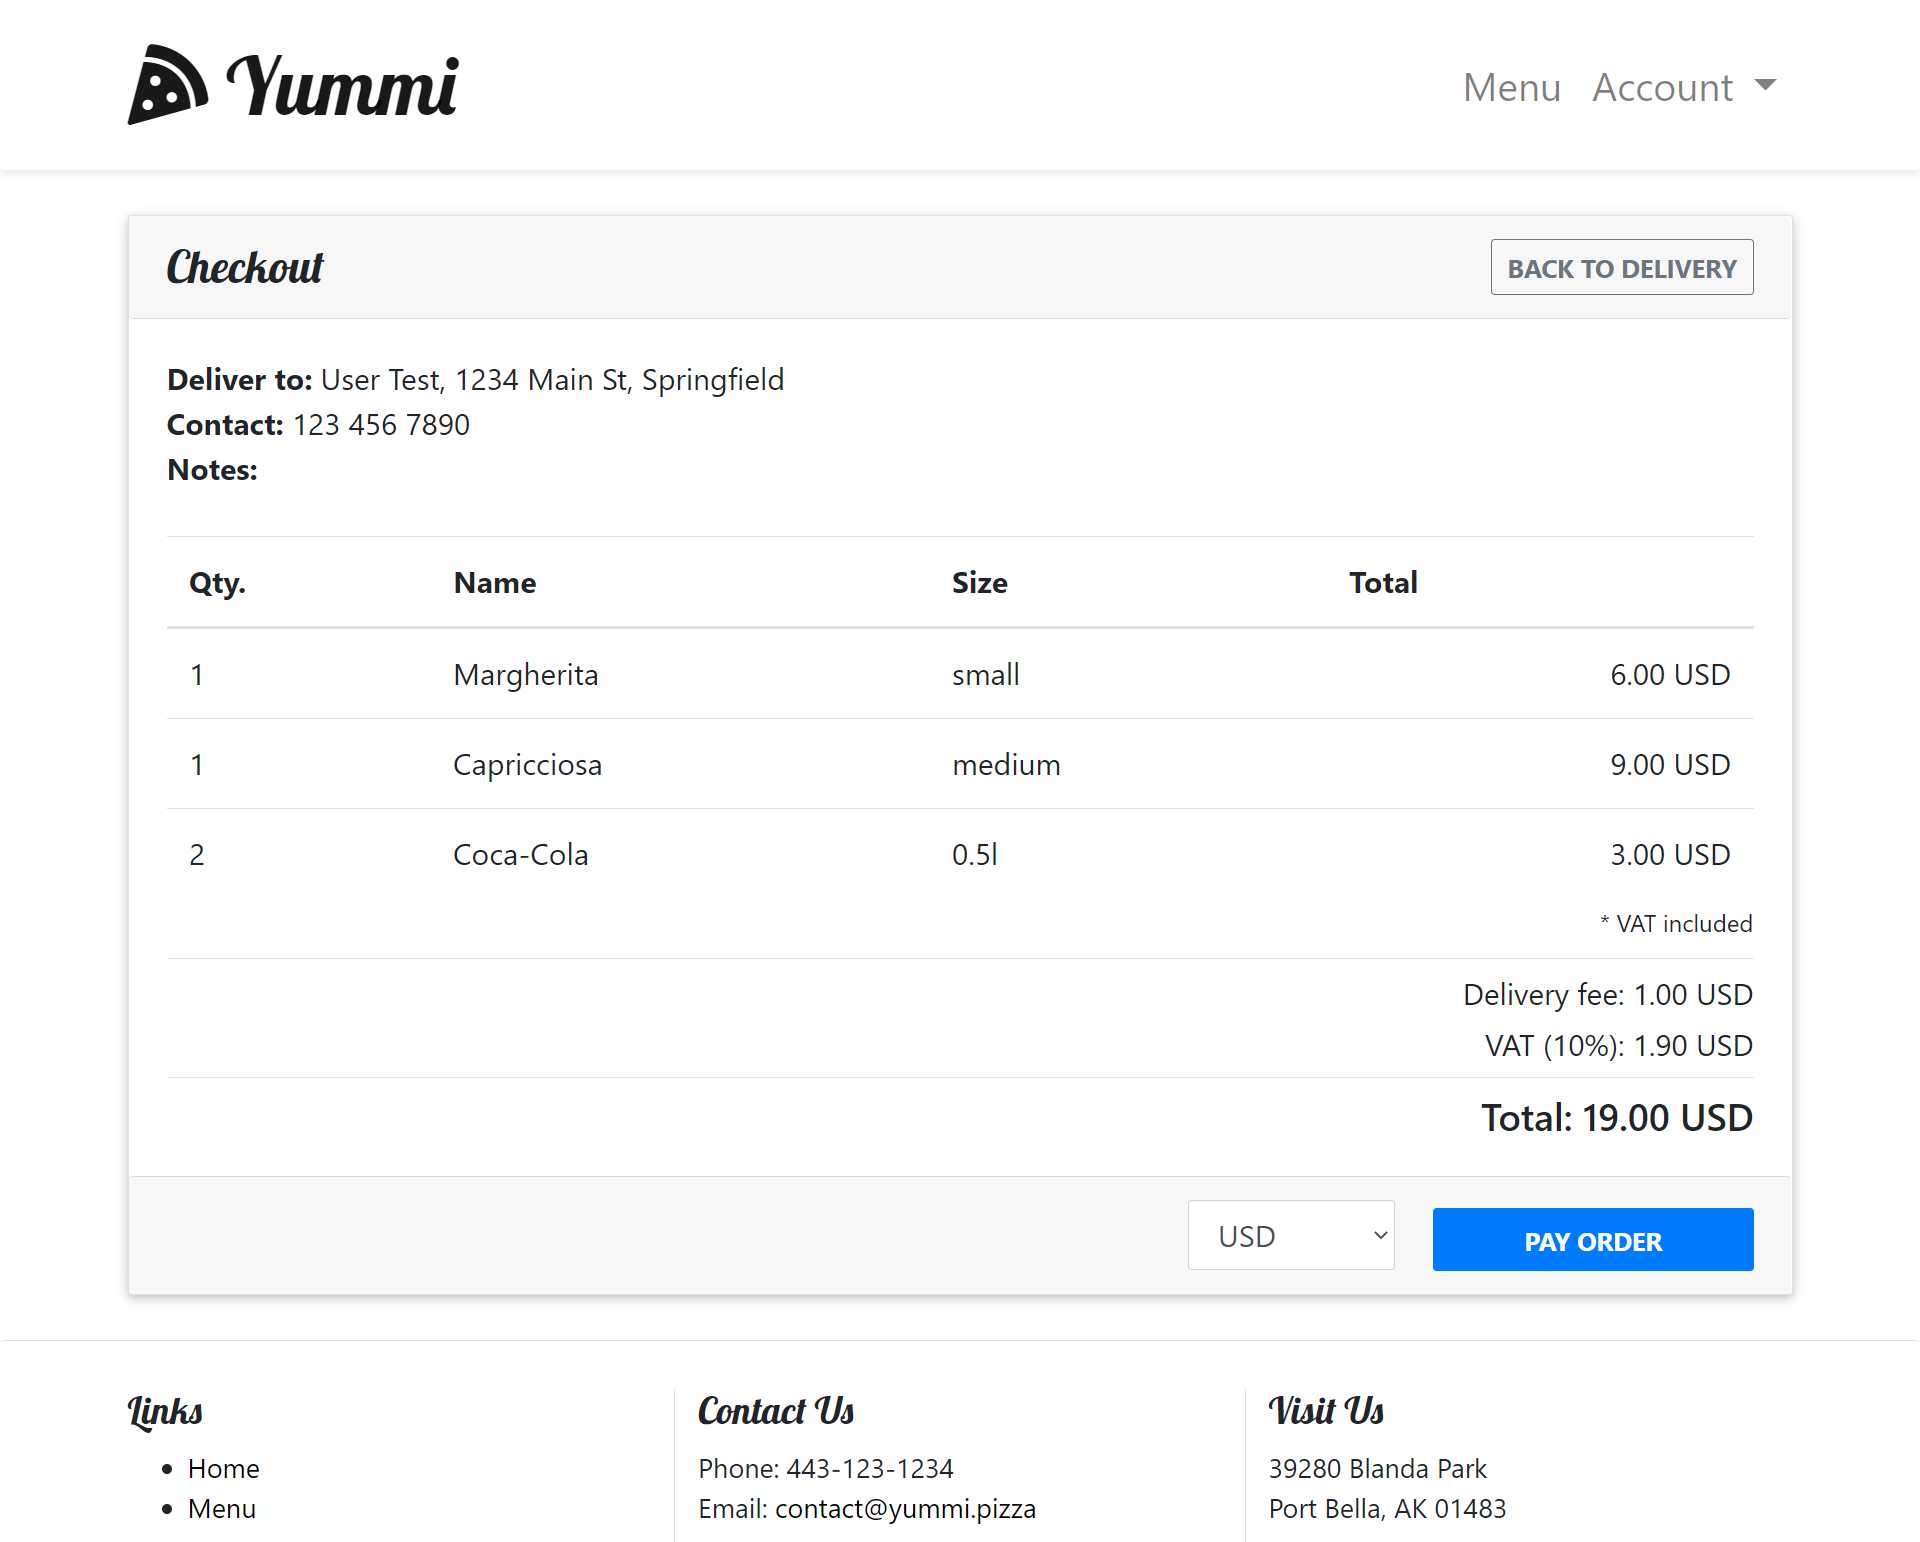 Yummi
Menu Account
Checkout
BACK TO DELIVERY
Deliver to: User Test, 1234 Main St, Springfield
Contact: 123 456 7890
Notes:
Qty. Name Size Total
1 Margherita small 6.00 USD
1 Capricciosa medium 9.00 USD
2 Coca-Cola 0.5l 3.00 USD
* VAT included
Delivery fee: 1.00 USD
VAT (10%): 1.90 USD
Total: 19.00 USD
USD
PAY ORDER
Links
Home
Menu
Contact Us
Phone: 443-123-1234
Email: contact@yummi.pizza
Visit Us
39280 Blanda Park
Port Bella, AK 01483